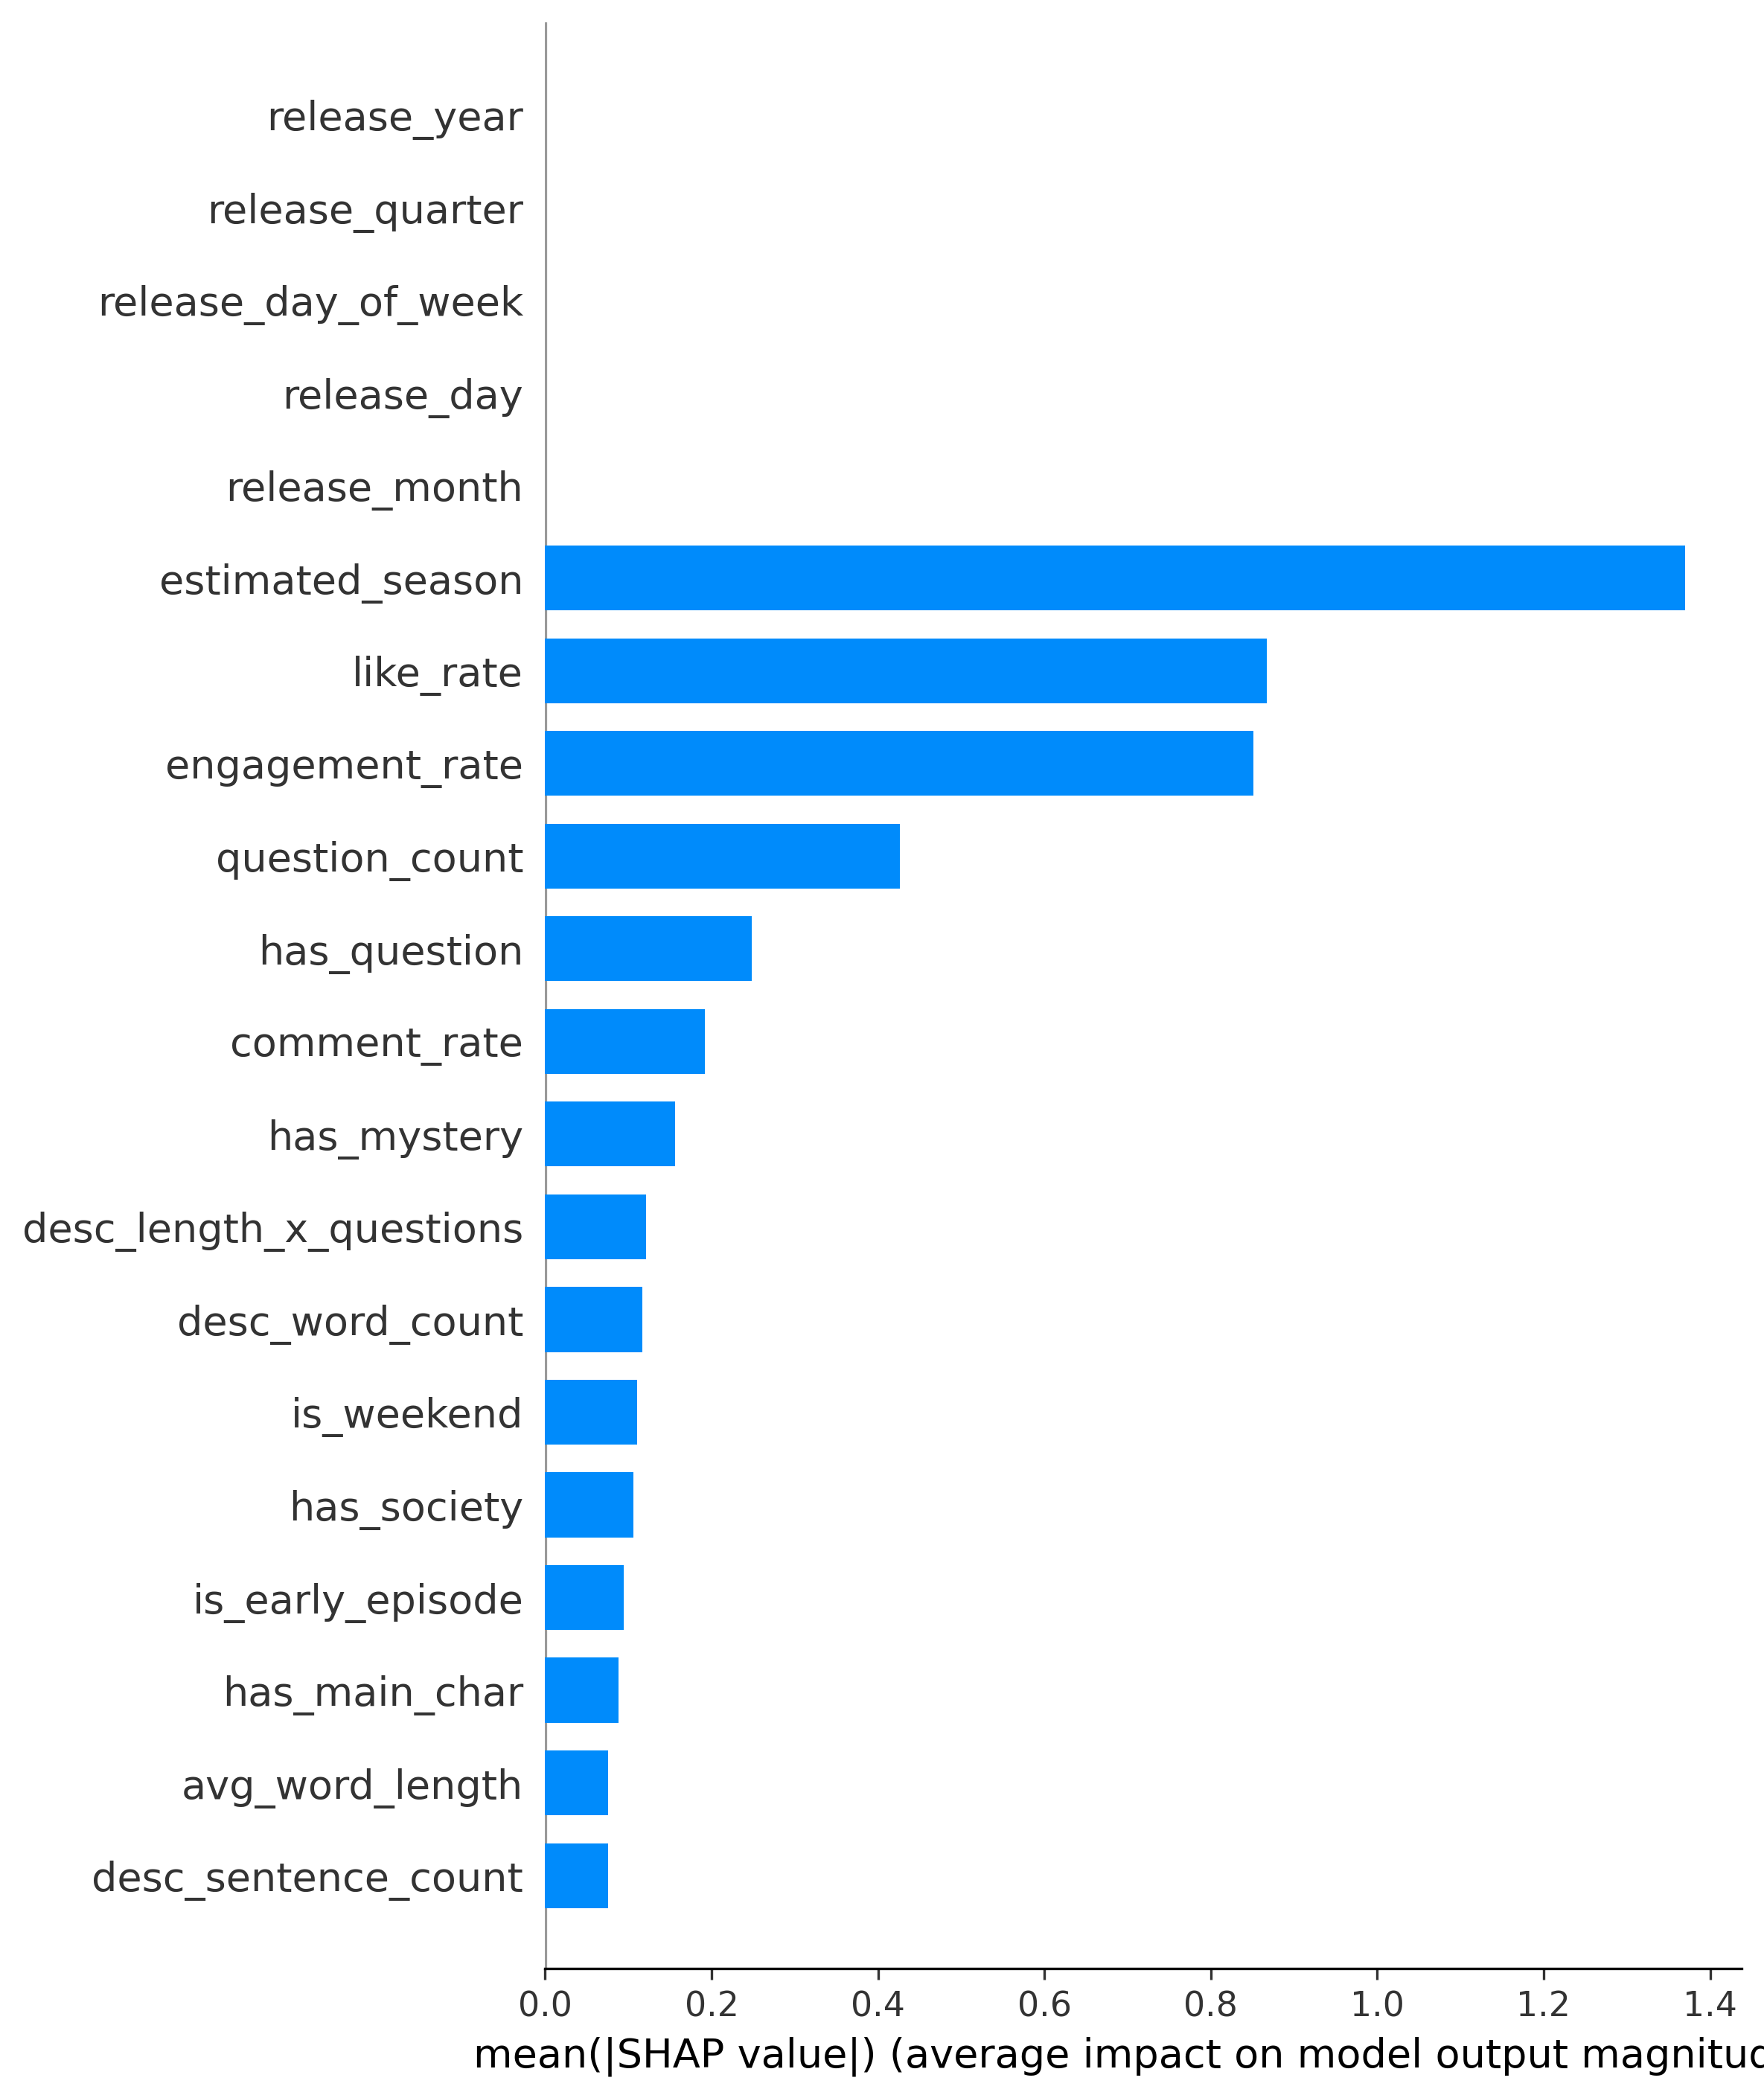 release_year
release_quarter
release_day_of_week
release_day
release_month
estimated_season
like_rate
engagement_rate
question_count
has_question
comment_rate
has_mystery
desc_length_x_questions
desc_word_count
is_weekend
has_society
is_early_episode
has_main_char
avg_word_length
desc_sentence_count
0.0 0.2 0.4 0.6 0.8 1.0 1.2 1.4
mean(|SHAP value|) (average impact on model output magnitud